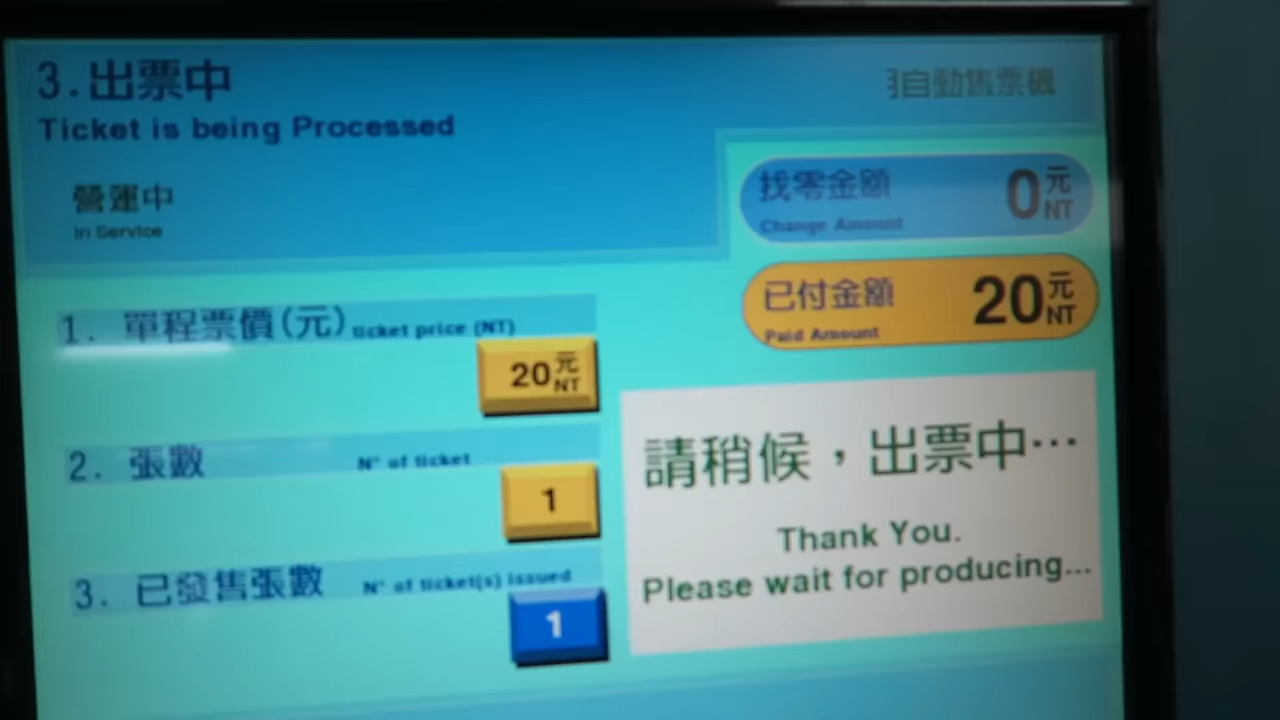 3.出票中
Ticket is being Processed
自動售票機
營運中
In Service
找零金額 0元
Change Amount NT
已付金額 20元
Paid Amount NT
1. 單程票價(元) ticket price (NT)
20元
NT
2. 張數 N° of ticket
1
3. 已發售張數 N° of ticket(s) issued
1
請稍候，出票中…
Thank You.
Please wait for producing...